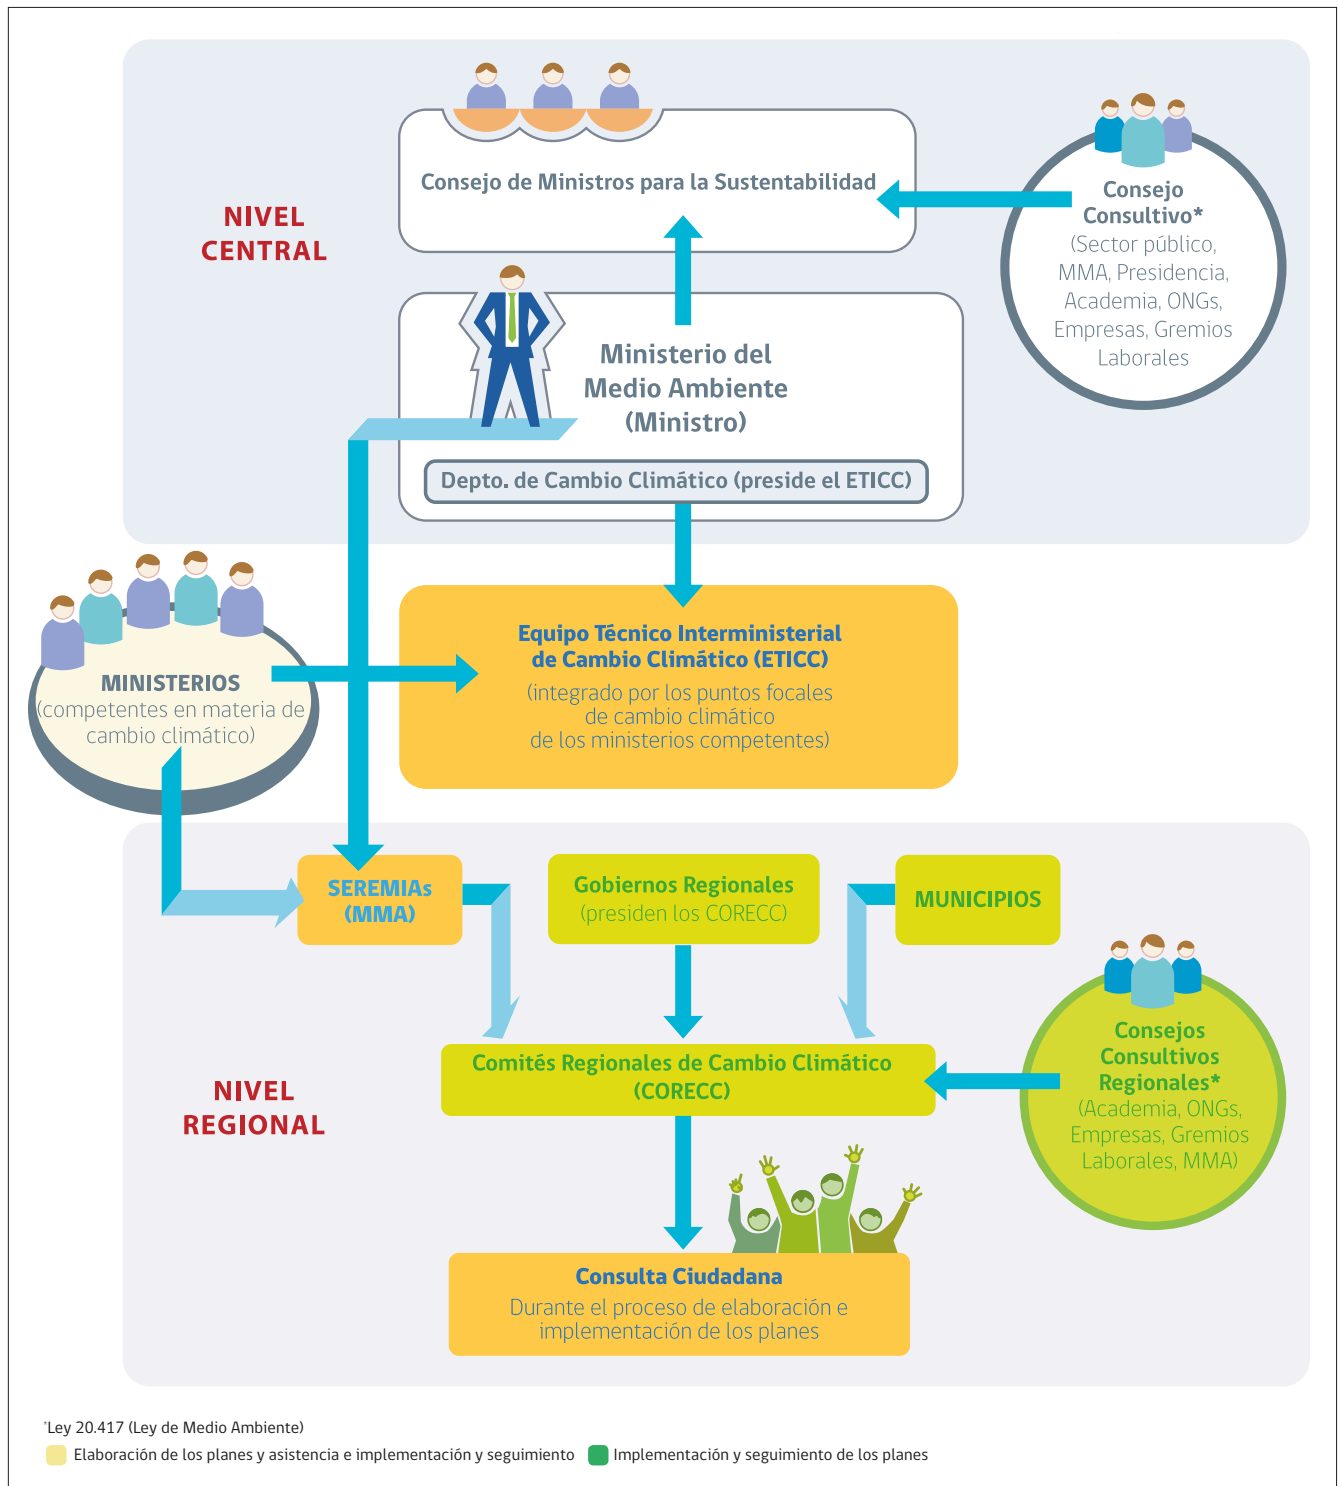 NIVEL
CENTRAL
Consejo de Ministros para la Sustentabilidad
Consejo
Consultivo*
(Sector público,
MMA, Presidencia,
Academia, ONGs,
Empresas, Gremios
Laborales
Ministerio del
Medio Ambiente
(Ministro)
Depto. de Cambio Climático (preside el ETICC)
MINISTERIOS
(competentes en materia de
cambio climático)
Equipo Técnico Interministerial
de Cambio Climático (ETICC)
(integrado por los puntos focales
de cambio climático
de los ministerios competentes)
SEREMIAs
(MMA)
Gobiernos Regionales
(presiden los CORECC)
MUNICIPIOS
NIVEL
REGIONAL
Comités Regionales de Cambio Climático
(CORECC)
Consejos
Consultivos
Regionales*
(Academia, ONGs,
Empresas, Gremios
Laborales, MMA)
Consulta Ciudadana
Durante el proceso de elaboración e
implementación de los planes
*Ley 20.417 (Ley de Medio Ambiente)
Elaboración de los planes y asistencia e implementación y seguimiento
Implementación y seguimiento de los planes